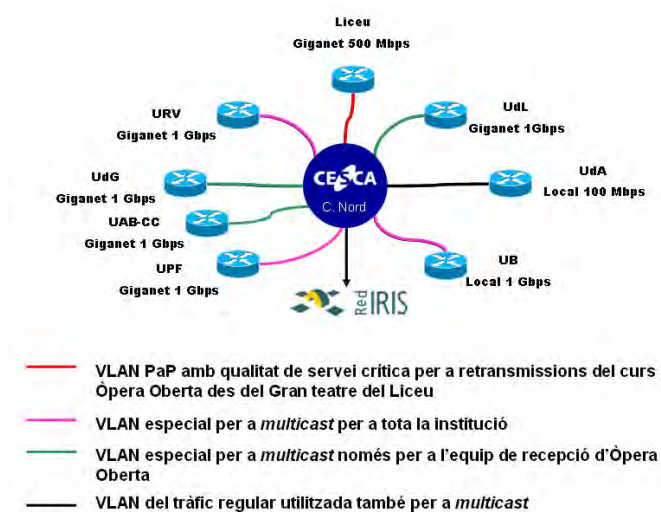 Liceu
Giganet 500 Mbps
URV
Giganet 1 Gbps
UdL
Giganet 1Gbps
UdG
Giganet 1 Gbps
CESCA
C. Nord
UdA
Local 100 Mbps
UAB-CC
Giganet 1 Gbps
UPF
Giganet 1 Gbps
UB
Local 1 Gbps
Red IRIS
VLAN PaP amb qualitat de servei crítica per a retransmissions del curs
Òpera Oberta des del Gran teatre del Liceu
VLAN especial per a multicast per a tota la institució
VLAN especial per a multicast només per a l'equip de recepció d'Òpera
Oberta
VLAN del tràfic regular utilitzada també per a multicast